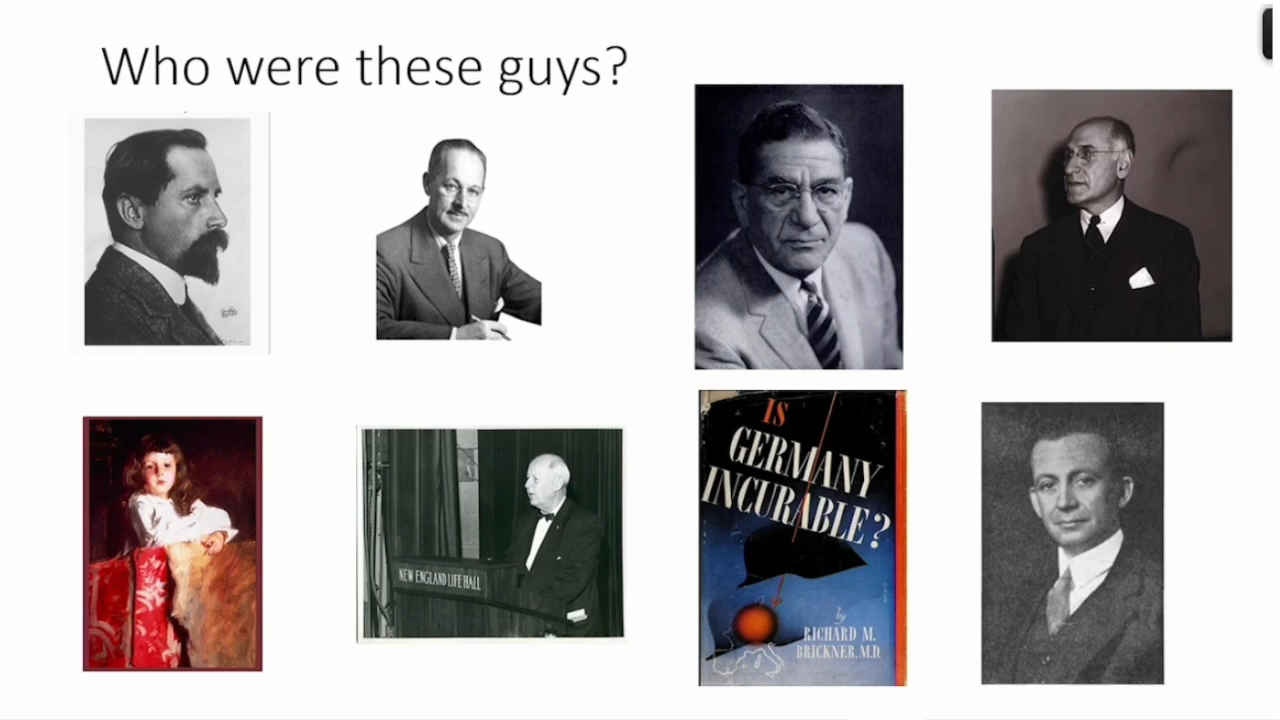 Who were these guys?
NEW ENGLAND LIFE HALL
IS
GERMANY
INCURABLE?
by
RICHARD M.
BRICKNER, M.D.